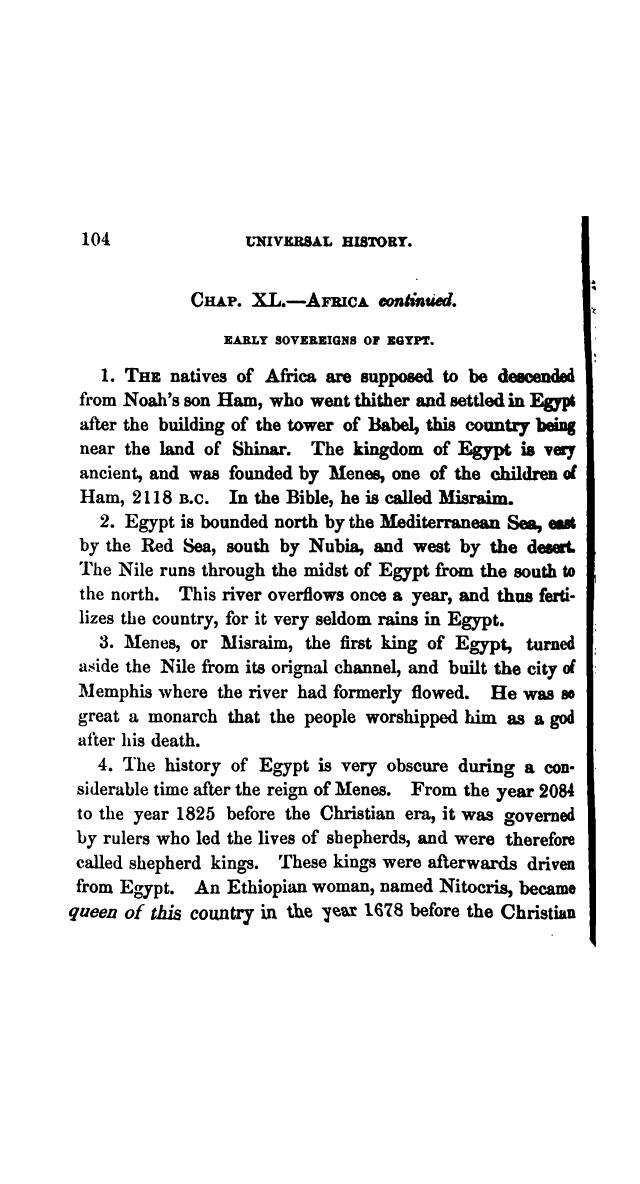 104 UNIVERSAL HISTORY.
CHAP. XL.—AFRICA continued.
EARLY SOVEREIGNS OF EGYPT.
1. THE natives of Africa are supposed to be descended
from Noah's son Ham, who went thither and settled in Egypt
after the building of the tower of Babel, this country being
near the land of Shinar. The kingdom of Egypt is very
ancient, and was founded by Menes, one of the children of
Ham, 2118 B.C. In the Bible, he is called Misraim.
2. Egypt is bounded north by the Mediterranean Sea, east
by the Red Sea, south by Nubia, and west by the desert.
The Nile runs through the midst of Egypt from the south to
the north. This river overflows once a year, and thus ferti-
lizes the country, for it very seldom rains in Egypt.
3. Menes, or Misraim, the first king of Egypt, turned
aside the Nile from its orignal channel, and built the city of
Memphis where the river had formerly flowed. He was so
great a monarch that the people worshipped him as a god
after his death.
4. The history of Egypt is very obscure during a con-
siderable time after the reign of Menes. From the year 2084
to the year 1825 before the Christian era, it was governed
by rulers who led the lives of shepherds, and were therefore
called shepherd kings. These kings were afterwards driven
from Egypt. An Ethiopian woman, named Nitocris, became
queen of this country in the year 1678 before the Christian